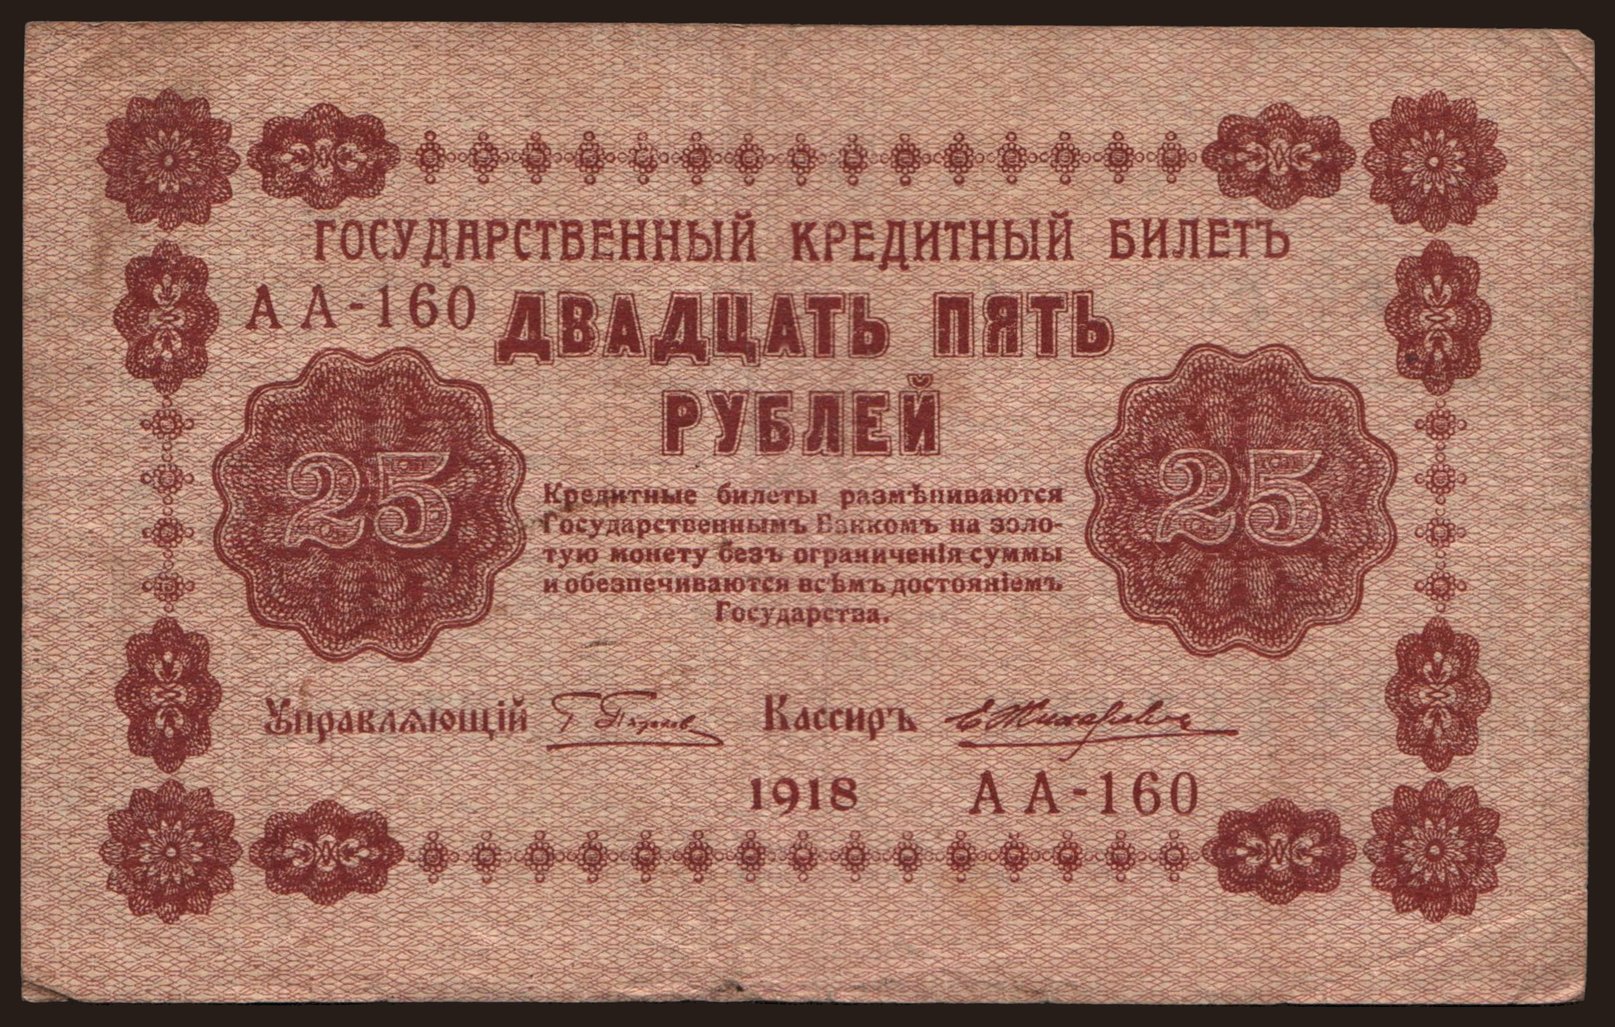 ГОСУДАРСТВЕННЫЙ КРЕДИТНЫЙ БИЛЕТЪ
АА-160
ДВАДЦАТЬ ПЯТЬ
РУБЛЕЙ
25
25
Кредитные билеты размѣниваются
Государственнымъ Банкомъ на золо-
тую монету безъ ограниченія суммы
и обезпечиваются всѣмъ достояніемъ
Государства.
Управляющій
Кассиръ
1918
АА-160